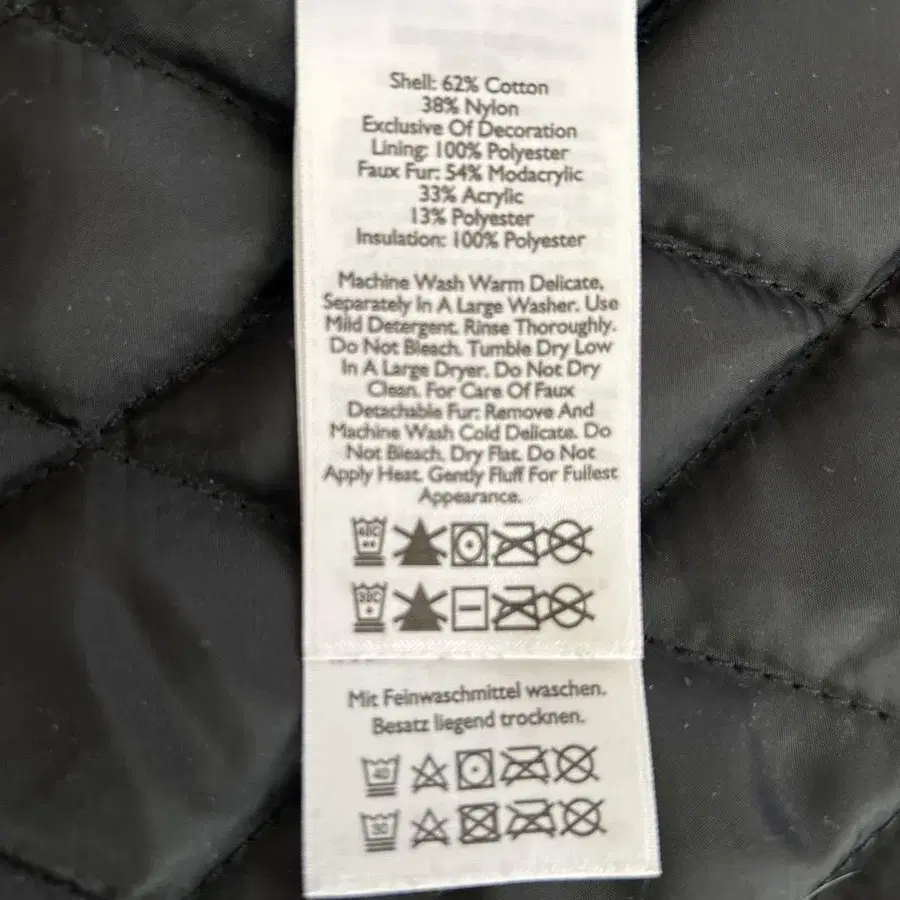 Shell: 62% Cotton
38% Nylon
Exclusive Of Decoration
Lining: 100% Polyester
Faux Fur: 54% Modacrylic
33% Acrylic
13% Polyester
Insulation: 100% Polyester
Machine Wash Warm Delicate,
Separately In A Large Washer. Use
Mild Detergent. Rinse Thoroughly.
Do Not Bleach. Tumble Dry Low
In A Large Dryer. Do Not Dry
Clean. For Care Of Faux
Detachable Fur: Remove And
Machine Wash Cold Delicate. Do
Not Bleach. Dry Flat. Do Not
Apply Heat. Gently Fluff For Fullest
Appearance.
40C
30C
Mit Feinwaschmittel waschen.
Besatz liegend trocknen.
40
30